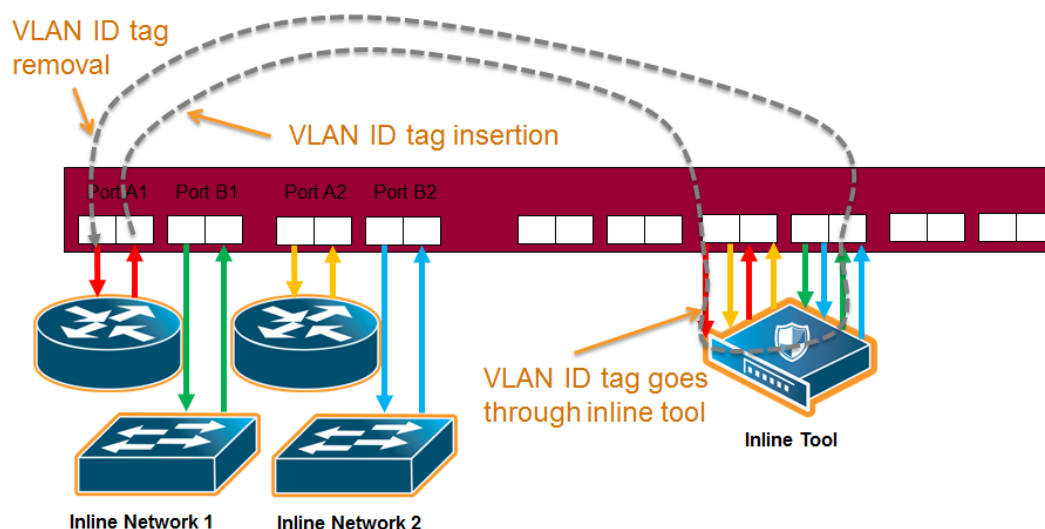 VLAN ID tag
removal
VLAN ID tag insertion
Port A1
Port B1
Port A2
Port B2
VLAN ID tag goes
through inline tool
Inline Tool
Inline Network 1
Inline Network 2